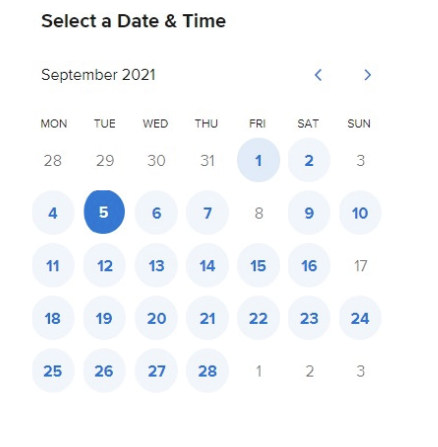 Select a Date & Time
September 2021 < >
MON TUE WED THU FRI SAT SUN
28 29 30 31 1 2 3
4 5 6 7 8 9 10
11 12 13 14 15 16 17
18 19 20 21 22 23 24
25 26 27 28 1 2 3